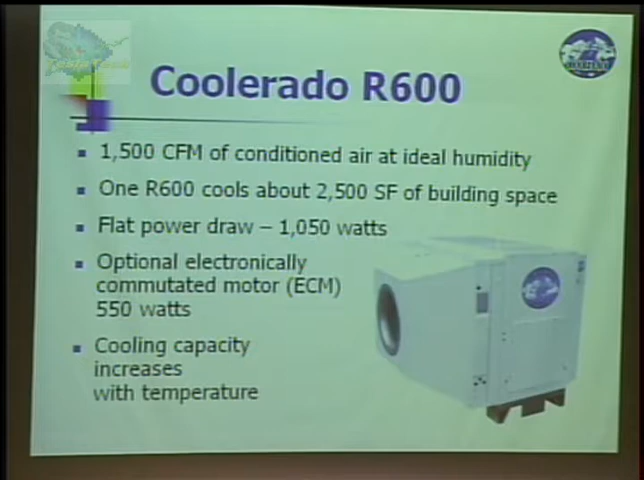 Coolerado R600
1,500 CFM of conditioned air at ideal humidity
One R600 cools about 2,500 SF of building space
Flat power draw – 1,050 watts
Optional electronically
commutated motor (ECM)
550 watts
Cooling capacity
increases
with temperature